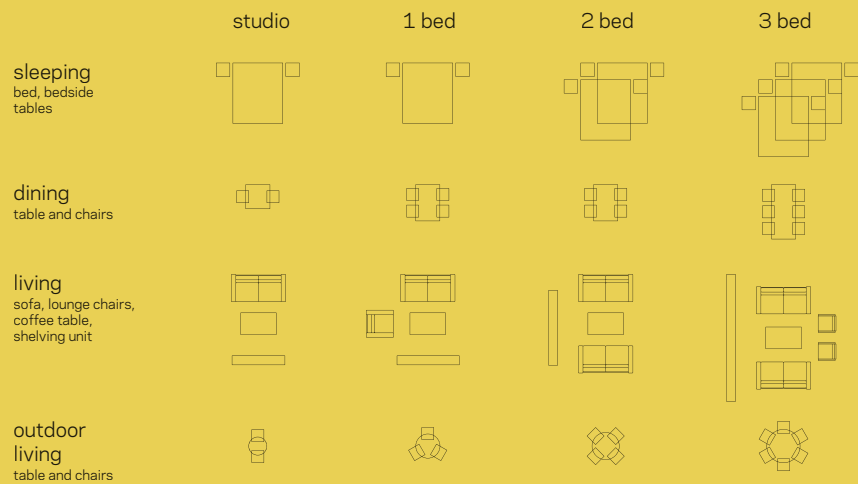 studio 1 bed 2 bed 3 bed
sleeping
bed, bedside
tables
dining
table and chairs
living
sofa, lounge chairs,
coffee table,
shelving unit
outdoor
living
table and chairs